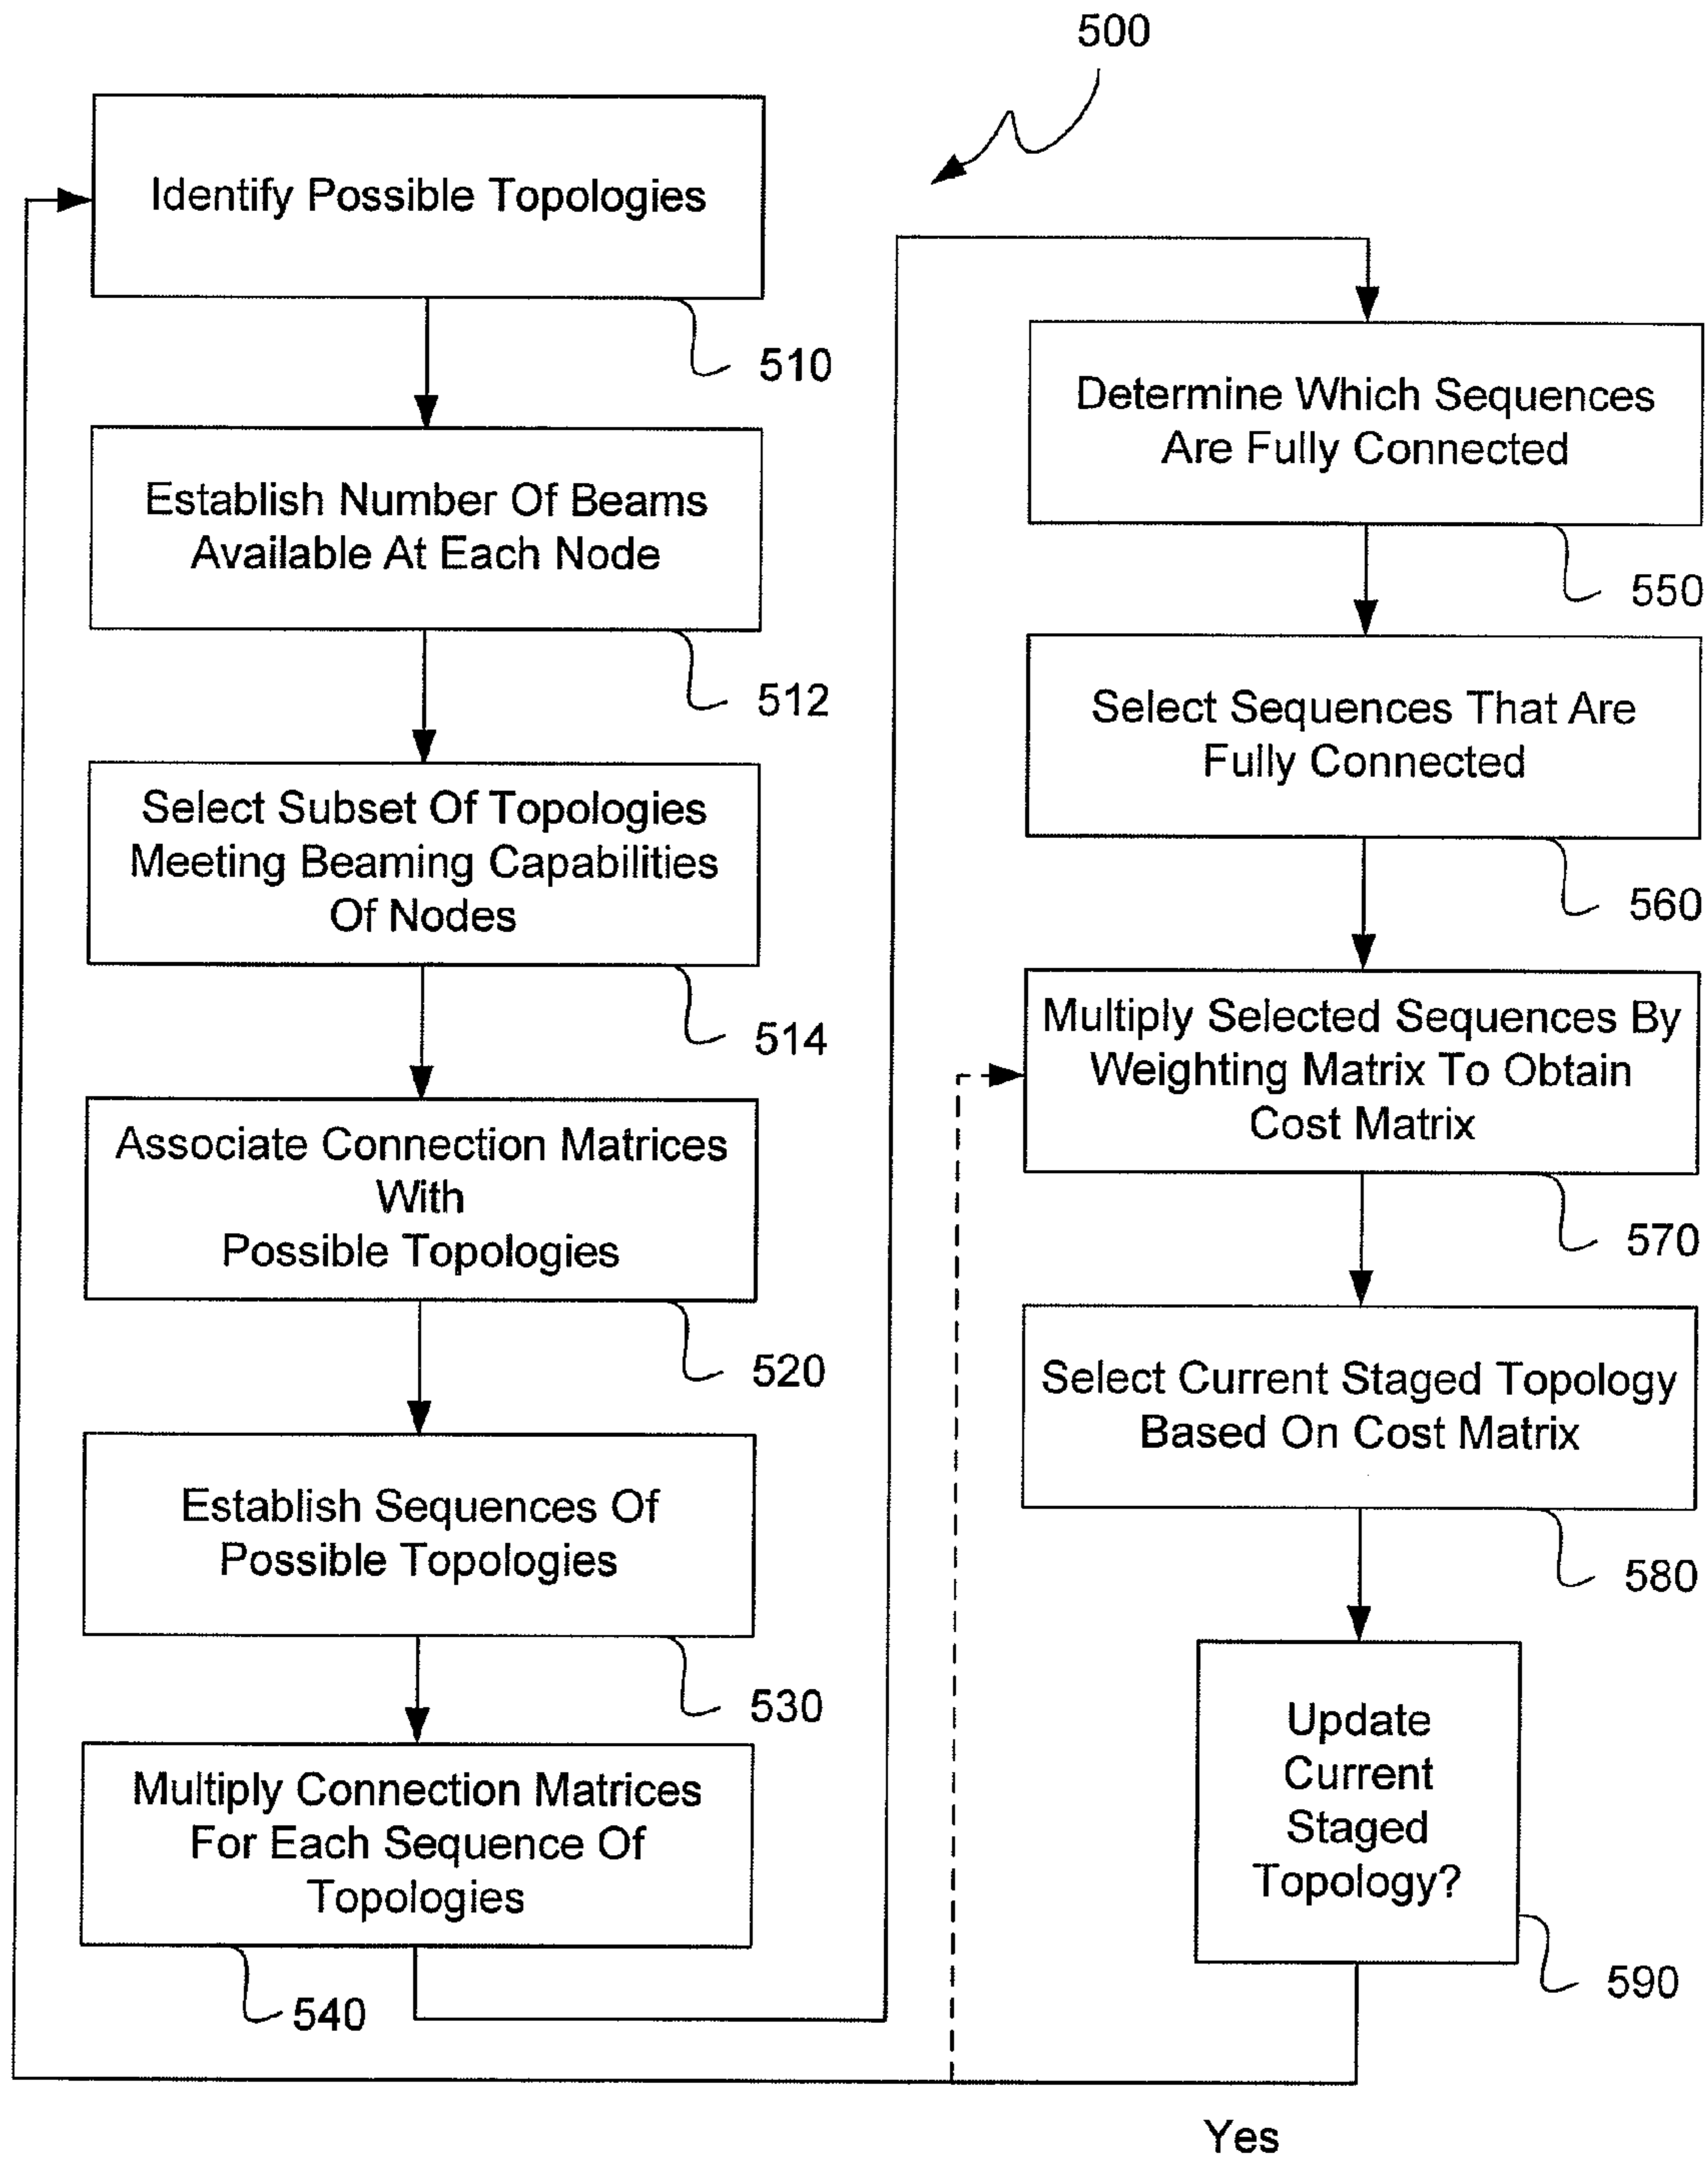 500
Identify Possible Topologies
510
Establish Number Of Beams
Available At Each Node
512
Select Subset Of Topologies
Meeting Beaming Capabilities
Of Nodes
514
Associate Connection Matrices
With
Possible Topologies
520
Establish Sequences Of
Possible Topologies
530
Multiply Connection Matrices
For Each Sequence Of
Topologies
540
Determine Which Sequences
Are Fully Connected
550
Select Sequences That Are
Fully Connected
560
Multiply Selected Sequences By
Weighting Matrix To Obtain
Cost Matrix
570
Select Current Staged Topology
Based On Cost Matrix
580
Update
Current
Staged
Topology?
590
Yes